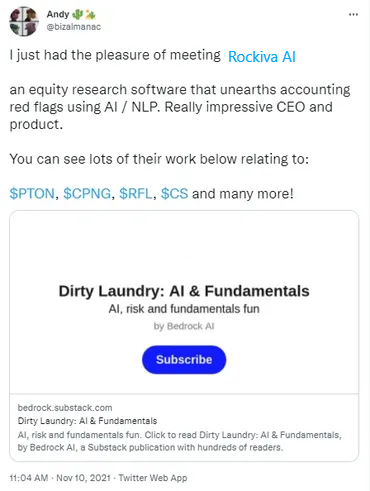 Andy 🌵✨
@bizalmanac
I just had the pleasure of meeting Rockiva AI
an equity research software that unearths accounting
red flags using AI / NLP. Really impressive CEO and
product.
You can see lots of their work below relating to:
$PTON, $CPNG, $RFL, $CS and many more!
Dirty Laundry: AI & Fundamentals
AI, risk and fundamentals fun
by Bedrock AI
Subscribe
bedrock.substack.com
Dirty Laundry: AI & Fundamentals
AI, risk and fundamentals fun. Click to read Dirty Laundry: AI & Fundamentals,
by Bedrock AI, a Substack publication with hundreds of readers.
11:04 AM · Nov 10, 2021 · Twitter Web App